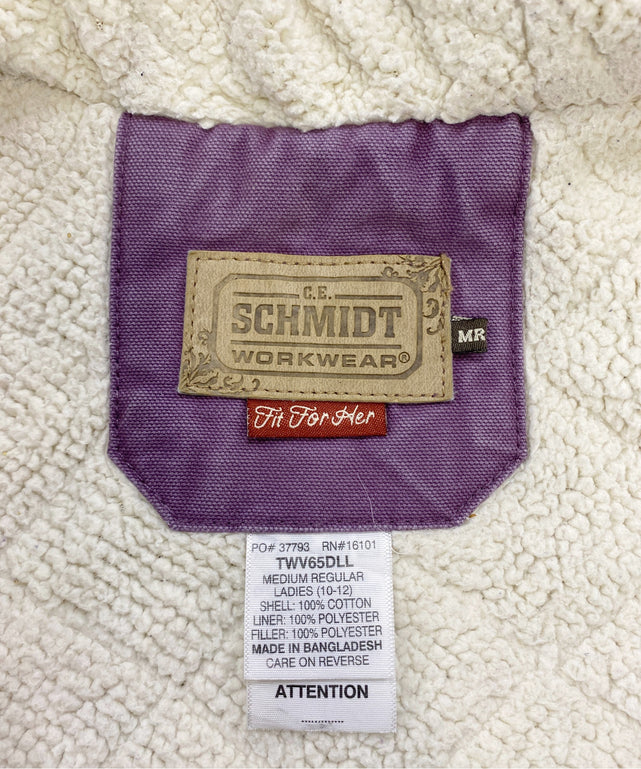 C.E.
SCHMIDT
WORKWEAR®
MR
Fit For Her
PO# 37793 RN#16101
TWV65DLL
MEDIUM REGULAR
LADIES (10-12)
SHELL: 100% COTTON
LINER: 100% POLYESTER
FILLER: 100% POLYESTER
MADE IN BANGLADESH
CARE ON REVERSE
ATTENTION